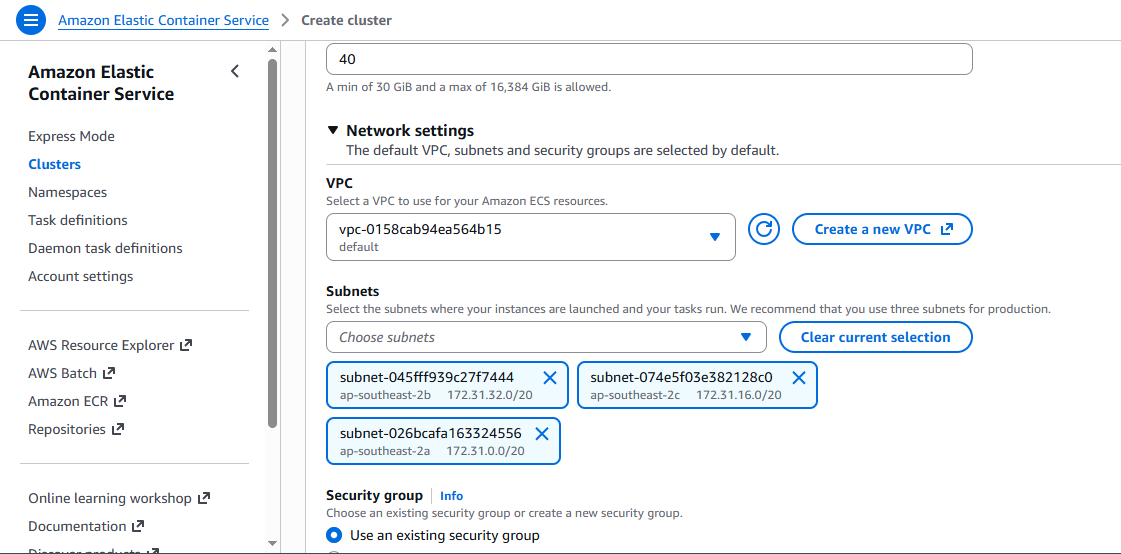 Amazon Elastic Container Service > Create cluster
Amazon Elastic
Container Service
Express Mode
Clusters
Namespaces
Task definitions
Daemon task definitions
Account settings
AWS Resource Explorer
AWS Batch
Amazon ECR
Repositories
Online learning workshop
Documentation
Discover products
40
A min of 30 GiB and a max of 16,384 GiB is allowed.
Network settings
The default VPC, subnets and security groups are selected by default.
VPC
Select a VPC to use for your Amazon ECS resources.
vpc-0158cab94ea564b15
default
Create a new VPC
Subnets
Select the subnets where your instances are launched and your tasks run. We recommend that you use three subnets for production.
Choose subnets
Clear current selection
subnet-045fff939c27f7444
ap-southeast-2b 172.31.32.0/20
subnet-074e5f03e382128c0
ap-southeast-2c 172.31.16.0/20
subnet-026bcafa163324556
ap-southeast-2a 172.31.0.0/20
Security group Info
Choose an existing security group or create a new security group.
Use an existing security group